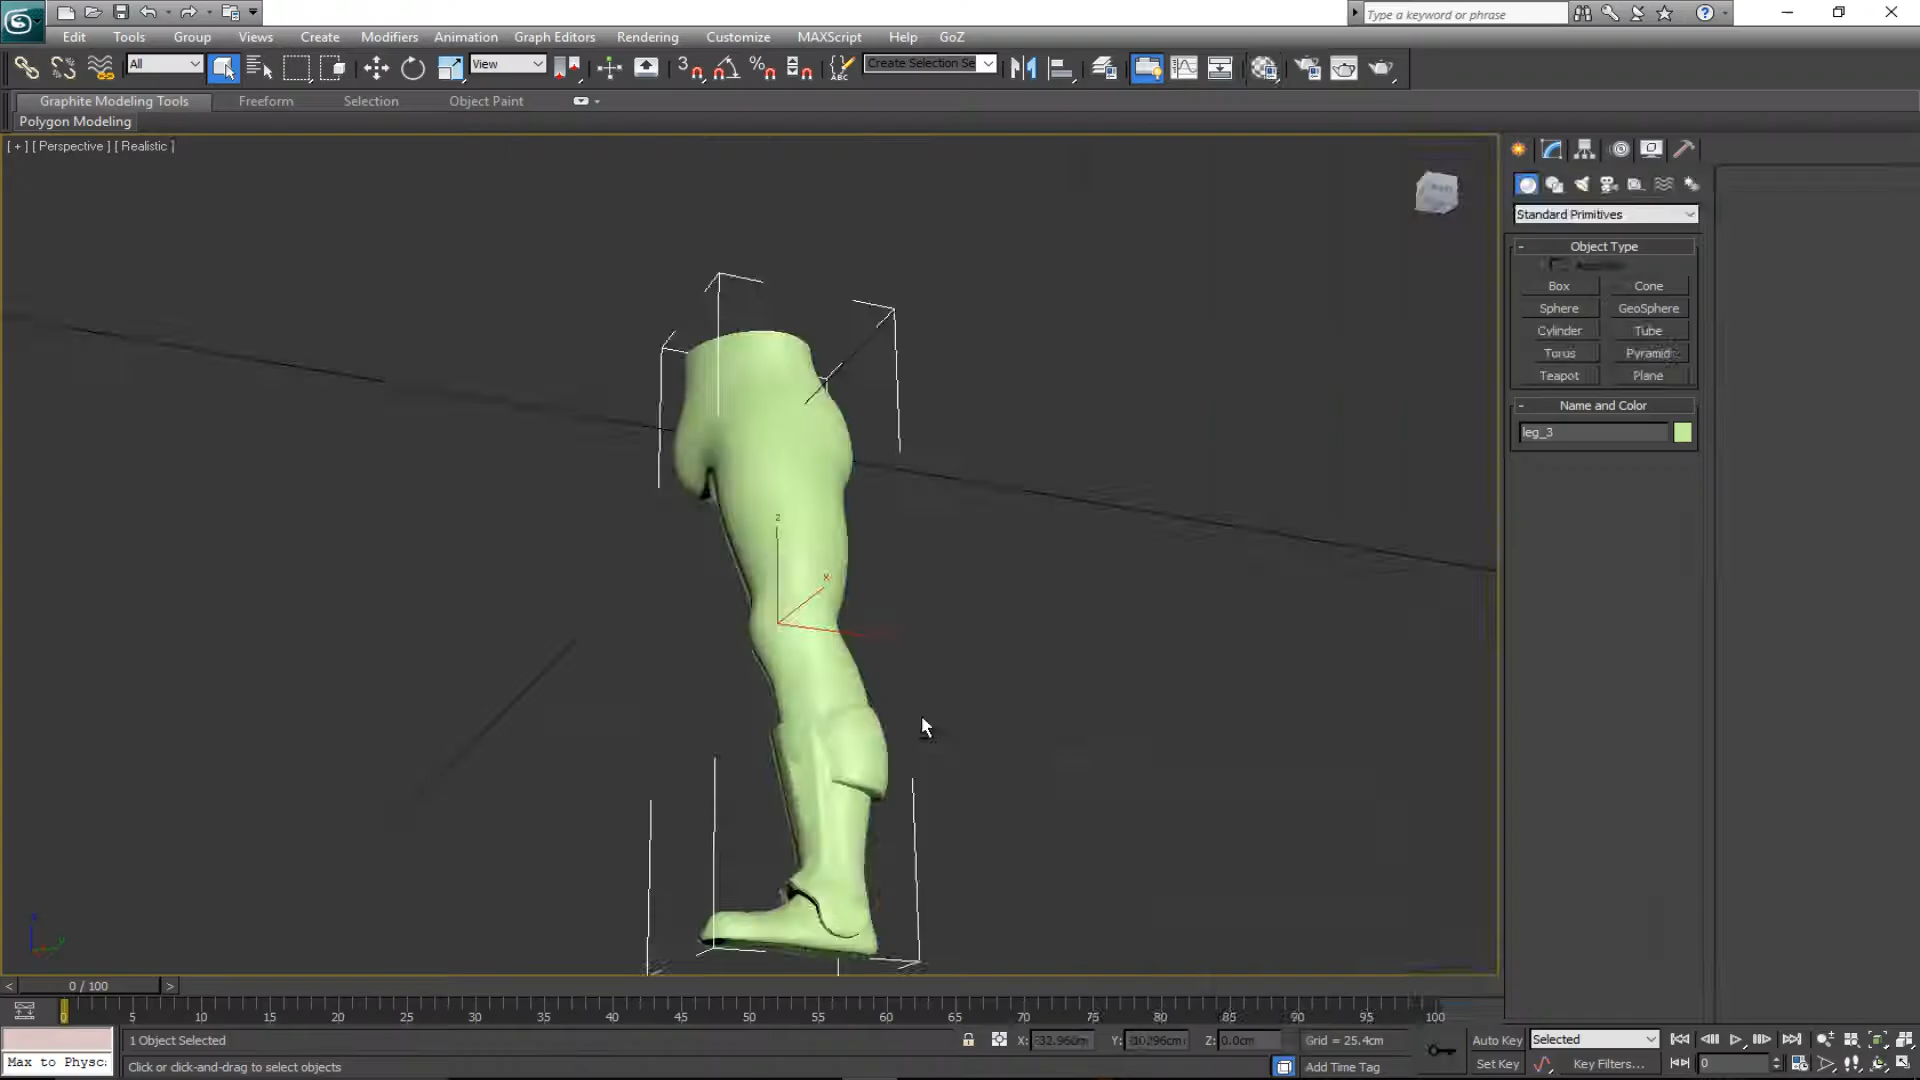 Type a keyword or phrase
Edit Tools Group Views Create Modifiers Animation Graph Editors Rendering Customize MAXScript Help GoZ
All View 3 ABC Create Selection Se
Graphite Modeling Tools Freeform Selection Object Paint
Polygon Modeling
[ + ] [ Perspective ] [ Realistic ]
Standard Primitives
- Object Type
Box Cone
Sphere GeoSphere
Cylinder Tube
Torus Pyramid
Teapot Plane
- Name and Color
leg_3
z
x
< 0 / 100 >
0 5 10 15 20 25 30 35 40 45 50 55 60 65 70 75 80 85 90 95 100
1 Object Selected X: Y: Z: 0.0cm Grid = 25.4cm Auto Key Selected
Max to Physc: Click or click-and-drag to select objects Add Time Tag Set Key Key Filters... 0